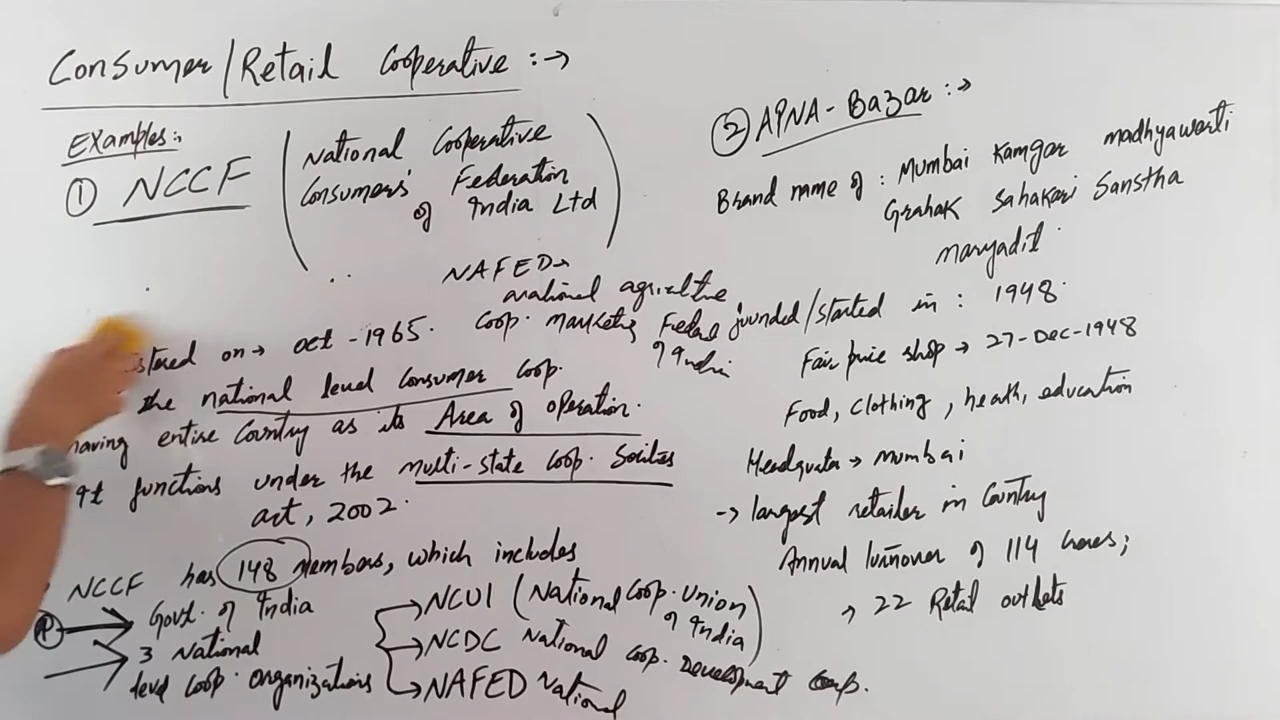 Consumer/Retail Cooperative :→
Examples:
① NCCF
(National Cooperative
Consumers' Federation
of India Ltd)
NAFED→
national agriculture
Coop. Marketing Federa
of India
istered on → oct - 1965.
the national level Consumer Coop.
having entire Country as its Area of operation.
It functions under the multi-state Coop. Societies
act, 2002.
NCCF has 148 Members, which includes
→ Govt. of India
→ 3 National
level Coop. organizations
→ NCUI (National Coop. Union
of India)
→ NCDC National Coop. Development Corp.
→ NAFED National
② APNA-Bazar :→
Brand name of : Mumbai Kamgar madhyawarti
Grahak Sahakari Sanstha
maryadit.
founded/started in : 1948.
Fair price shop → 27-Dec-1948
Food, Clothing, health, education
Headquater → mumbai
→ largest retailer in Country
Annual turnover of 114 crores;
→ 22 Retail outlets